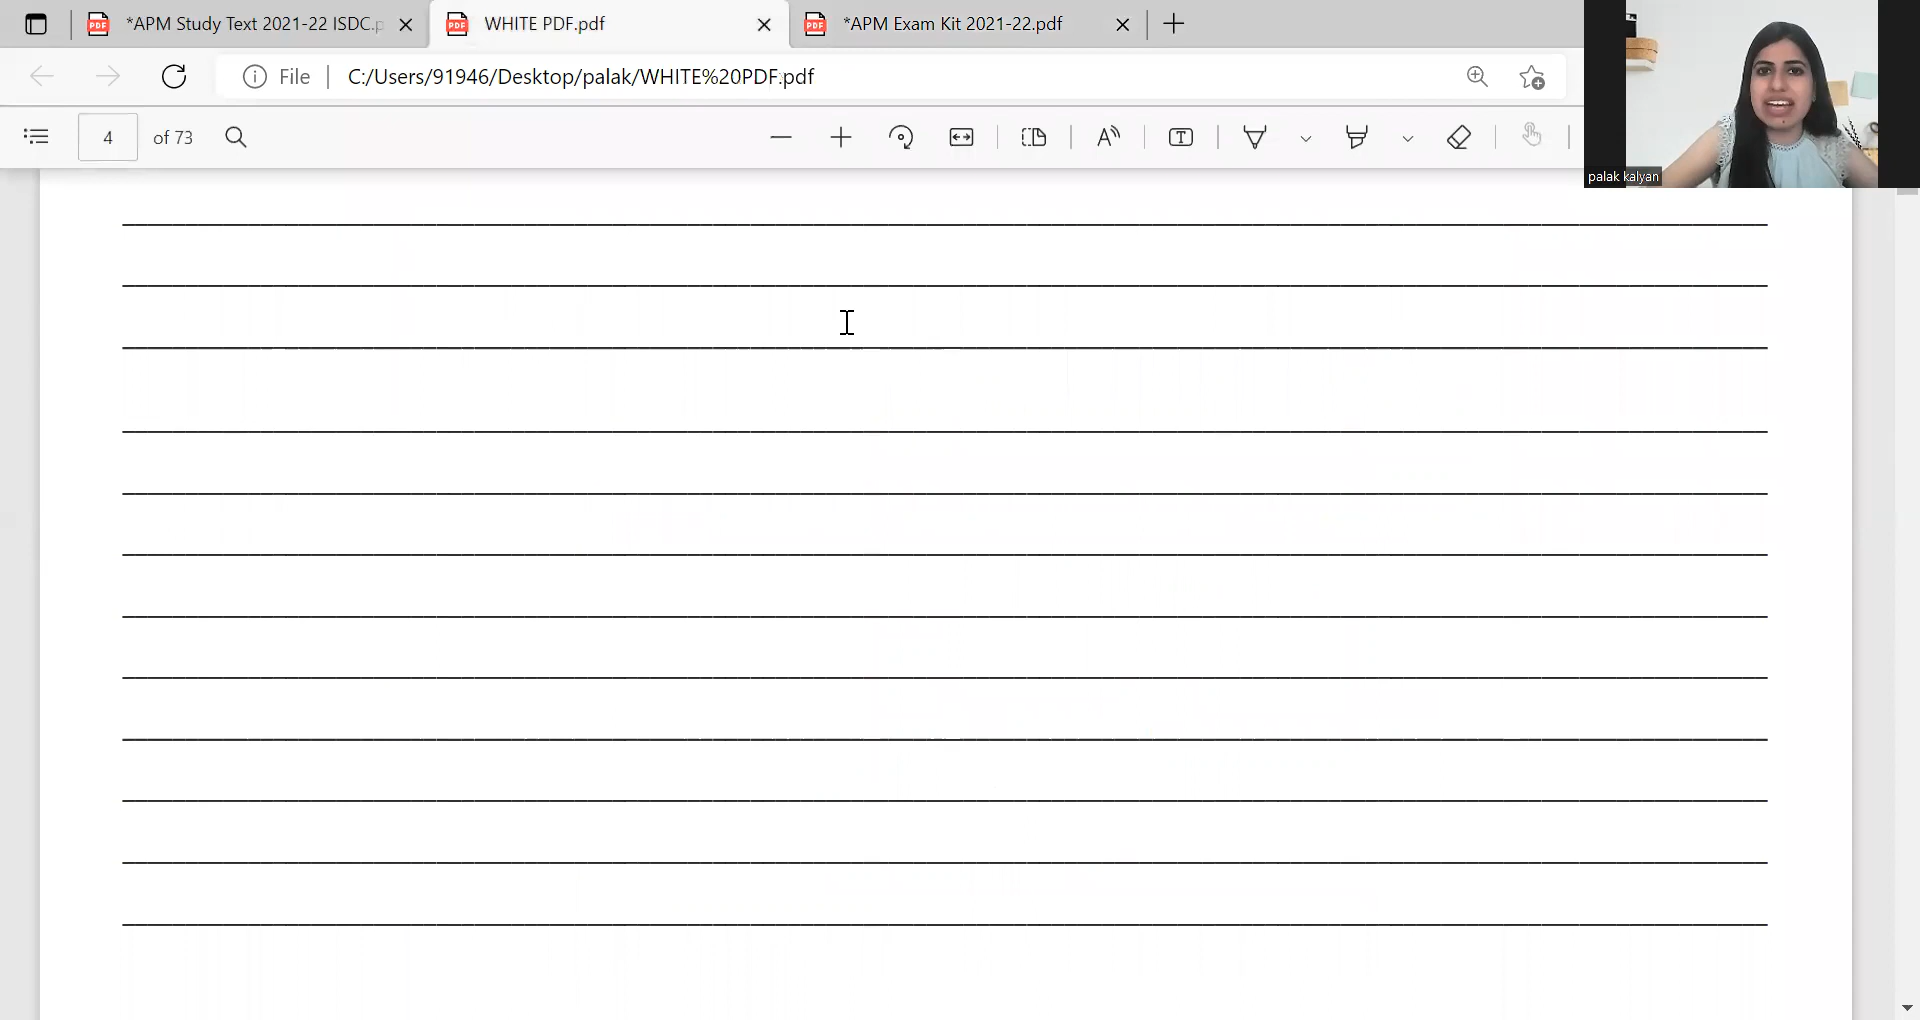 *APM Study Text 2021-22 ISDC.p
WHITE PDF.pdf
*APM Exam Kit 2021-22.pdf
File
C:/Users/91946/Desktop/palak/WHITE%20PDF.pdf
4 of 73
palak kalyan